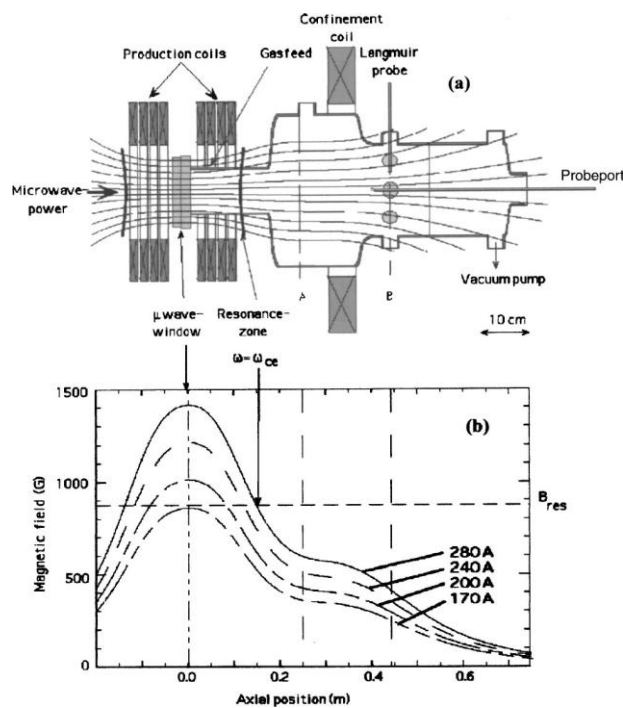 Confinement
coil
Production coils
Gasfeed
Langmuir
probe
(a)
Microwave
power
Probeport
A
B
μwave-
window
Resonance-
zone
Vacuum pump
10 cm
ω=ω_ce
(b)
1500
1000
500
0
Magnetic field (G)
B_res
280A
240A
200A
170A
0.0
0.2
0.4
0.6
Axial position (m)